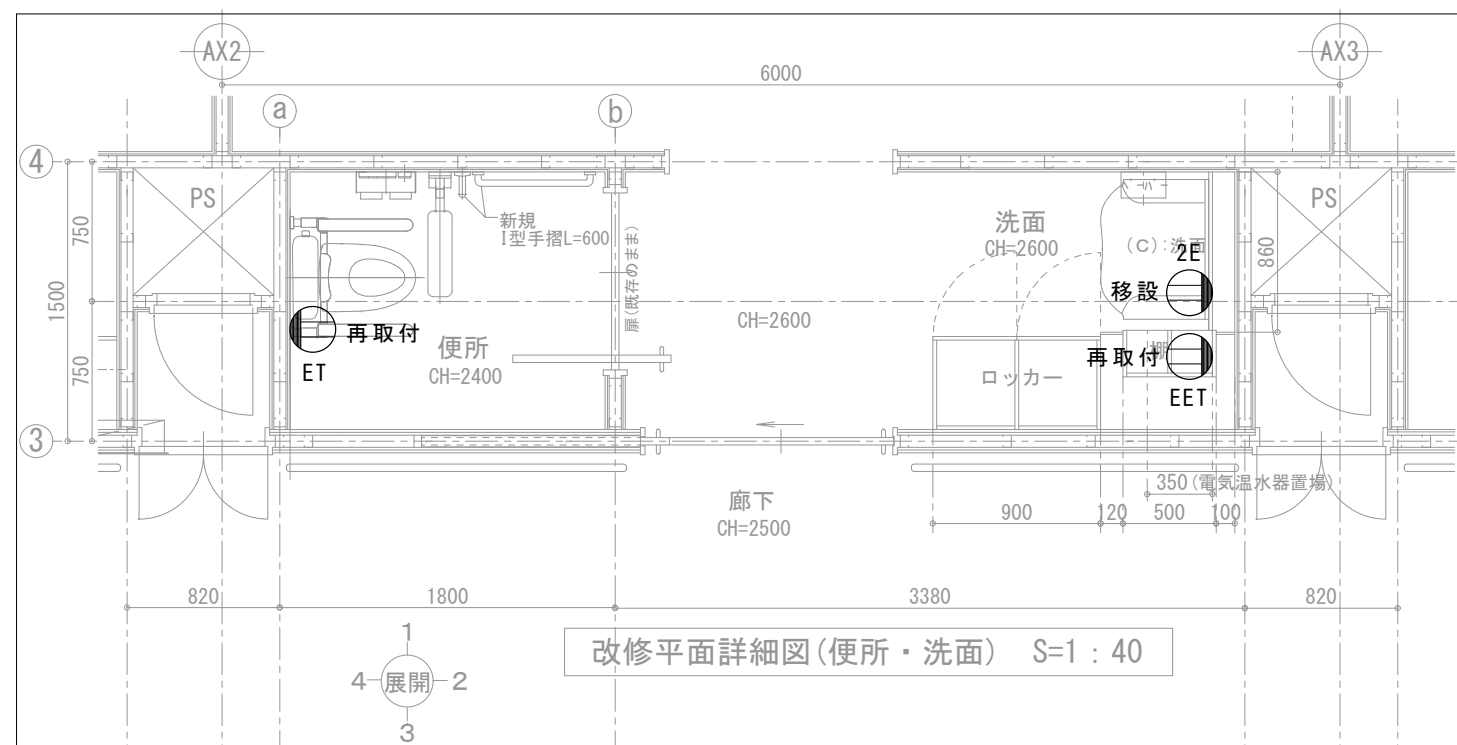 AX2
AX3
6000
a
b
4
PS
新規
I型手摺L=600
扉(既存のまま)
洗面
CH=2600
(C):洗面
2E
移設
860
PS
750
1500
750
再取付
ET
便所
CH=2400
CH=2600
ロッカー
棚
再取付
EET
3
350(電気温水器置場)
廊下
CH=2500
900
120
500
100
820
1800
3380
820
改修平面詳細図(便所・洗面) S=1:40
1
4
展開
2
3